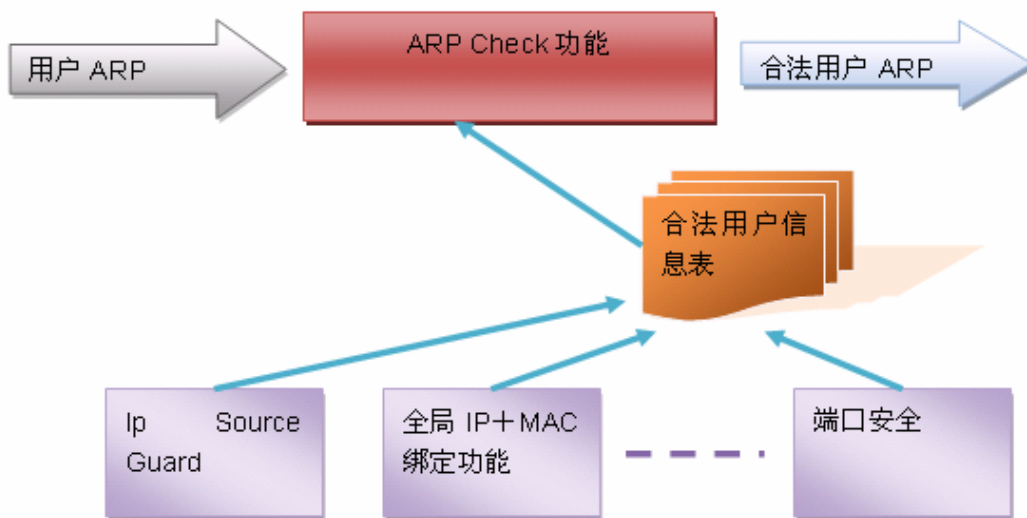 用户 ARP
ARP Check 功能
合法用户 ARP
合法用户信
息表
Ip Source
Guard
全局 IP＋MAC
绑定功能
端口安全